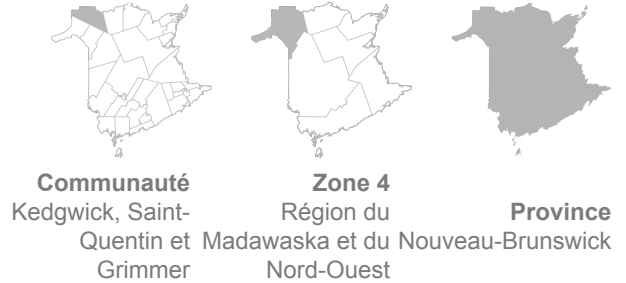 Communauté
Kedgwick, Saint-
Quentin et
Grimmer
Zone 4
Région du
Madawaska et du
Nord-Ouest
Province
Nouveau-Brunswick